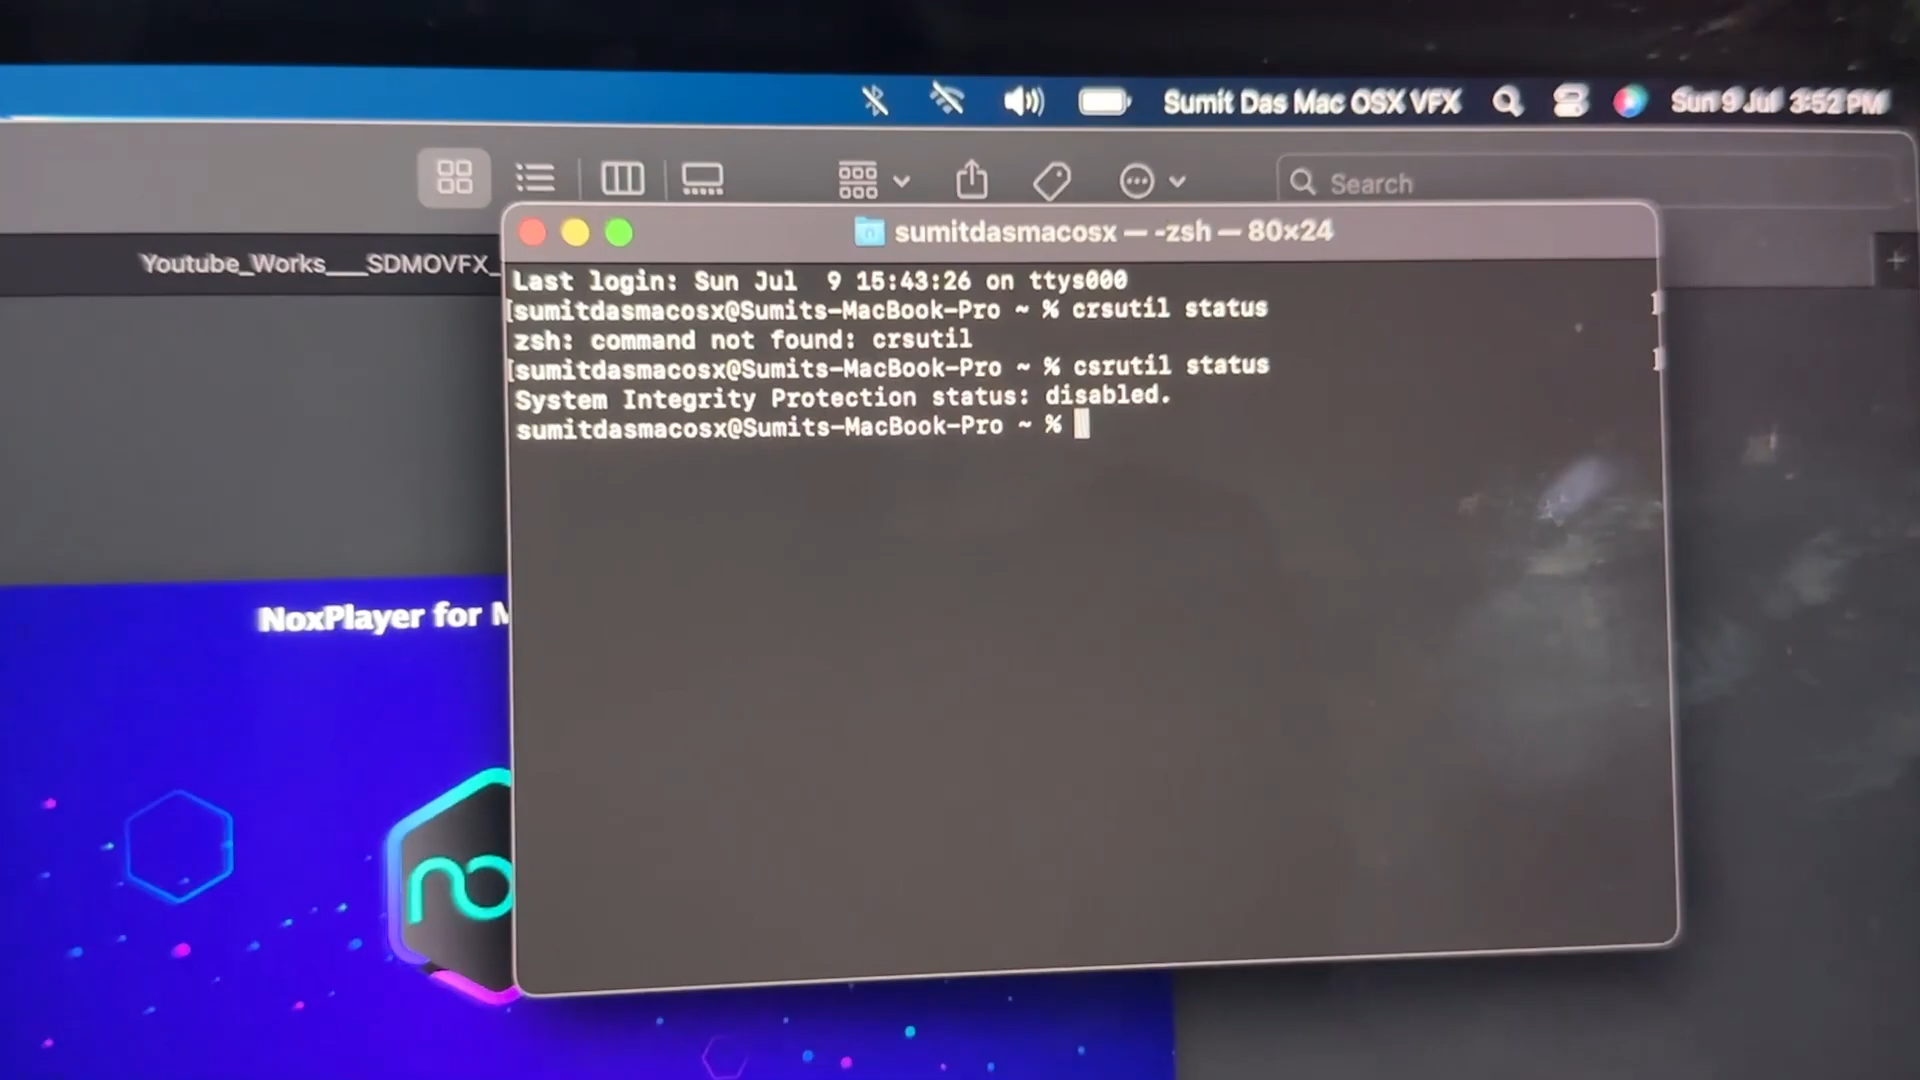 Sumit Das Mac OSX VFX
Sun 9 Jul 3:52 PM
Search
sumitdasmacosx — -zsh — 80×24
Youtube_Works___SDMOVFX_
Last login: Sun Jul  9 15:43:26 on ttys000
[sumitdasmacosx@Sumits-MacBook-Pro ~ % crsutil status
zsh: command not found: crsutil
[sumitdasmacosx@Sumits-MacBook-Pro ~ % csrutil status
System Integrity Protection status: disabled.
sumitdasmacosx@Sumits-MacBook-Pro ~ %
NoxPlayer for M